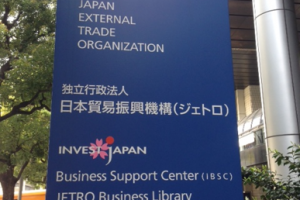 JAPAN
EXTERNAL
TRADE
ORGANIZATION
独立行政法人
日本貿易振興機構(ジェトロ)
INVEST JAPAN
Business Support Center (IBSC)
JETRO Business Library